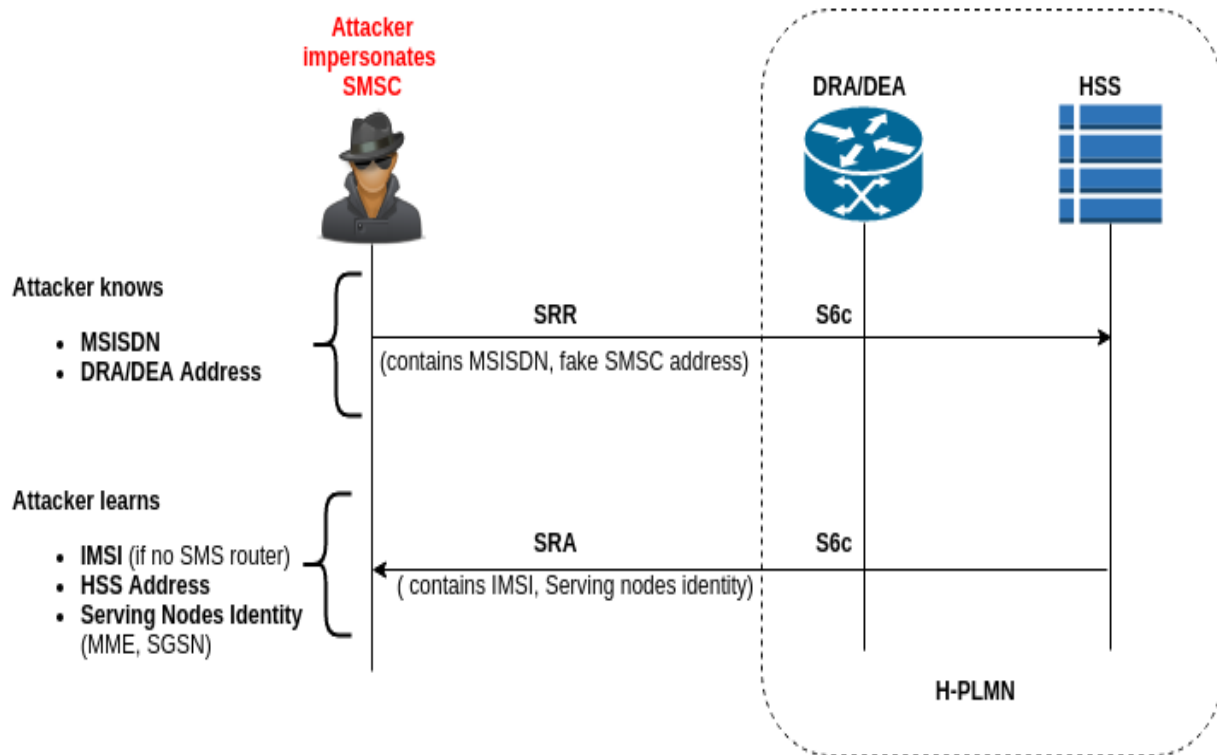 Attacker
impersonates
SMSC
DRA/DEA
HSS
Attacker knows
• MSISDN
• DRA/DEA Address
SRR
S6c
(contains MSISDN, fake SMSC address)
Attacker learns
• IMSI (if no SMS router)
• HSS Address
• Serving Nodes Identity
(MME, SGSN)
SRA
S6c
( contains IMSI, Serving nodes identity)
H-PLMN